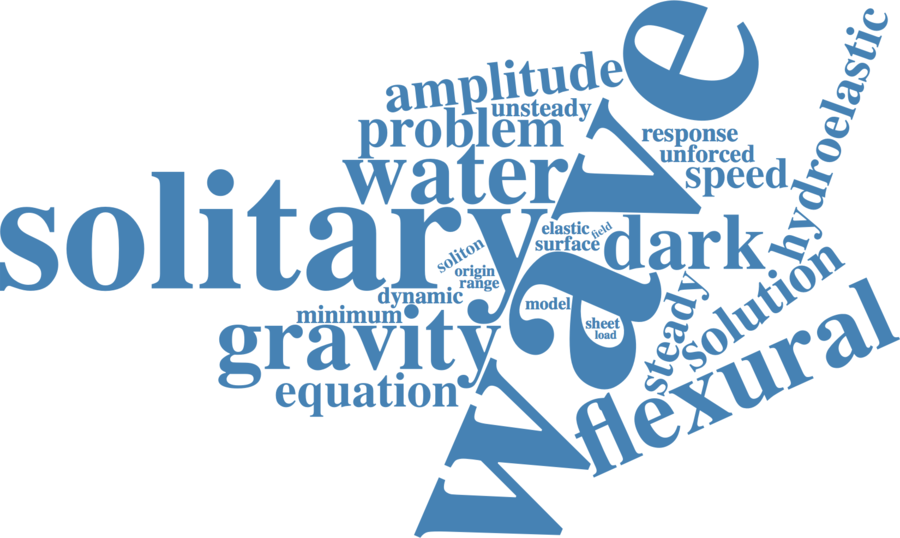 wave
solitary
amplitude
unsteady
problem
water
response
unforced
speed
hydroelastic
elastic
field
surface
dark
soliton
origin
range
dynamic
minimum
model
sheet
load
gravity
steady
solution
equation
flexural